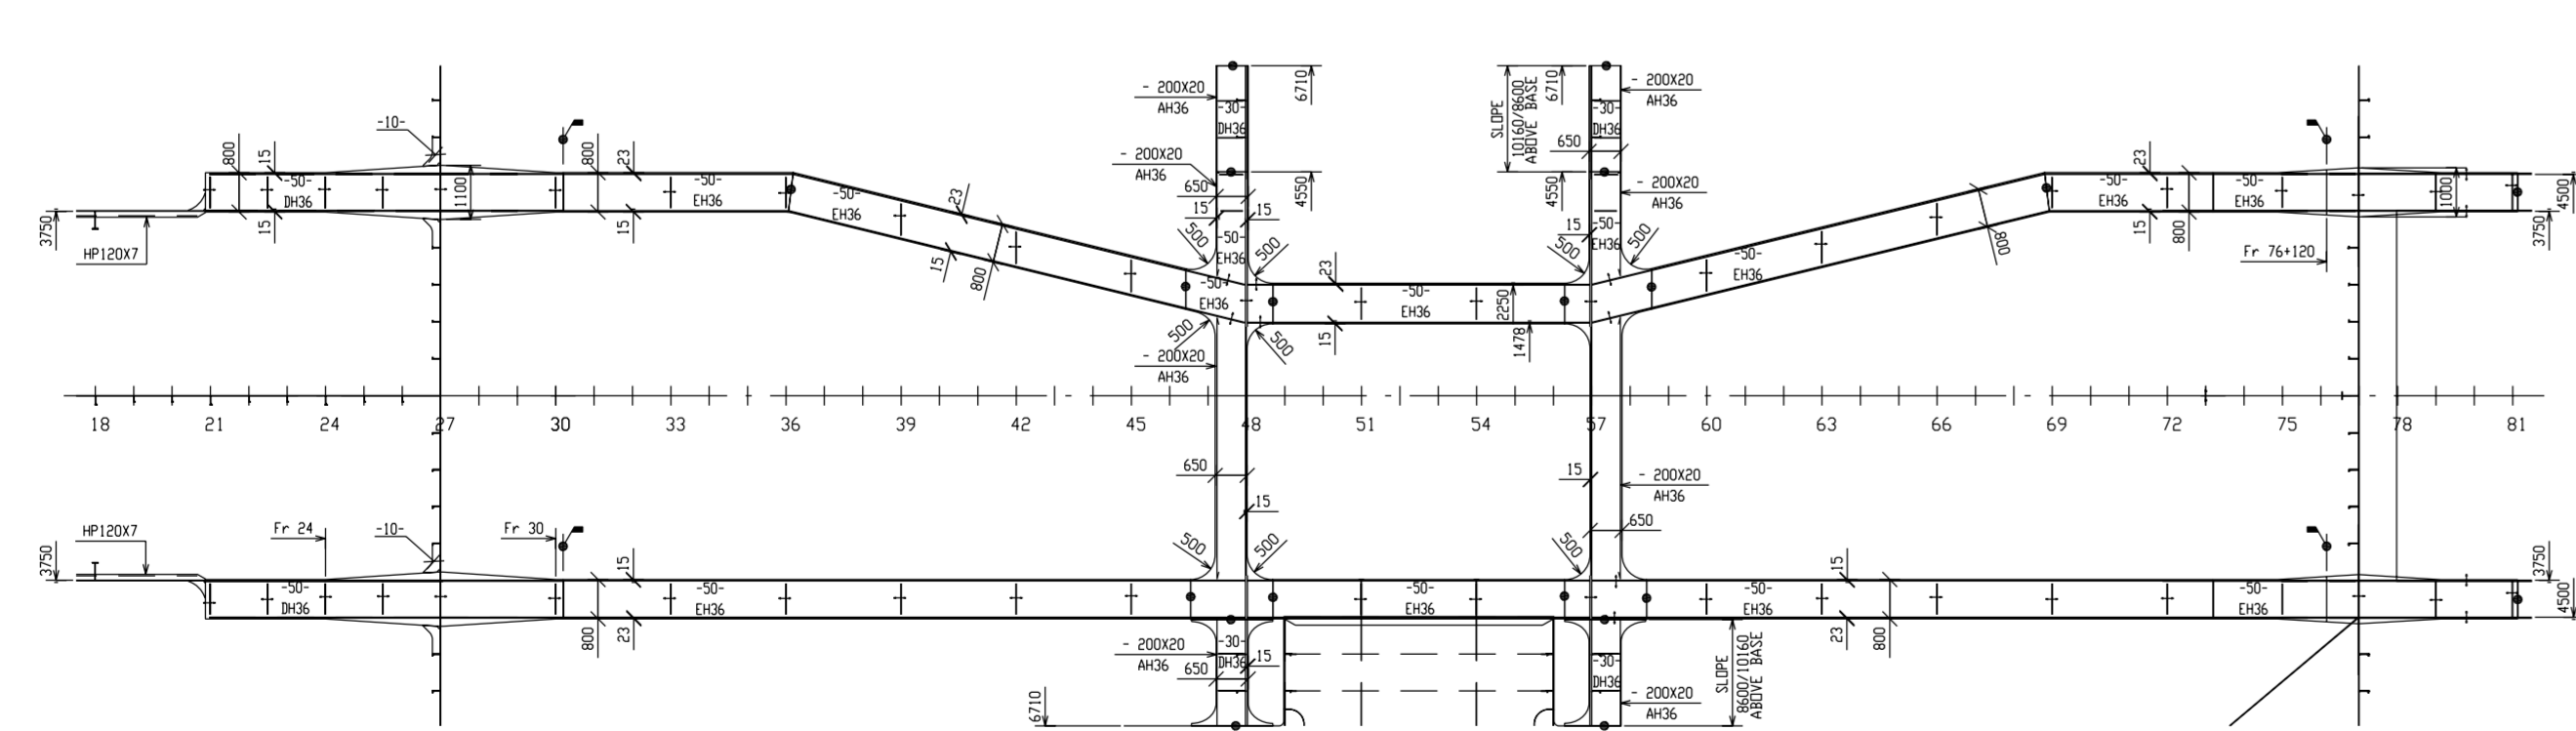 - 200X20
AH36
-30-
DH36
6710
SLOPE
10160/8600
ABOVE BASE
6710
-30-
DH36
- 200X20
AH36
-10-
800
15
800
23
- 200X20
AH36
650
15
15
4550
4550
650
15
- 200X20
AH36
23
-50-
DH36
1100
-50-
EH36
-50-
EH36
23
-50-
EH36
-50-
EH36
-50-
EH36
-50-
EH36
1000
4500
3750
HP120X7
15
15
15
800
500
500
500
500
800
15
800
3750
Fr 76+120
-50-
EH36
-50-
EH36
23
-50-
EH36
15
2250
1478
500
500
- 200X20
AH36
18
21
24
27
30
33
36
39
42
45
48
51
54
57
60
63
66
69
72
75
78
81
650
15
15
- 200X20
AH36
650
HP120X7
Fr 24
-10-
Fr 30
3750
15
500
500
500
15
3750
-50-
DH36
-50-
EH36
-50-
EH36
-50-
EH36
-50-
EH36
4500
800
23
- 200X20
AH36
650
-30-
DH36
15
-30-
DH36
- 200X20
AH36
SLOPE
8600/10160
ABOVE BASE
23
800
6710